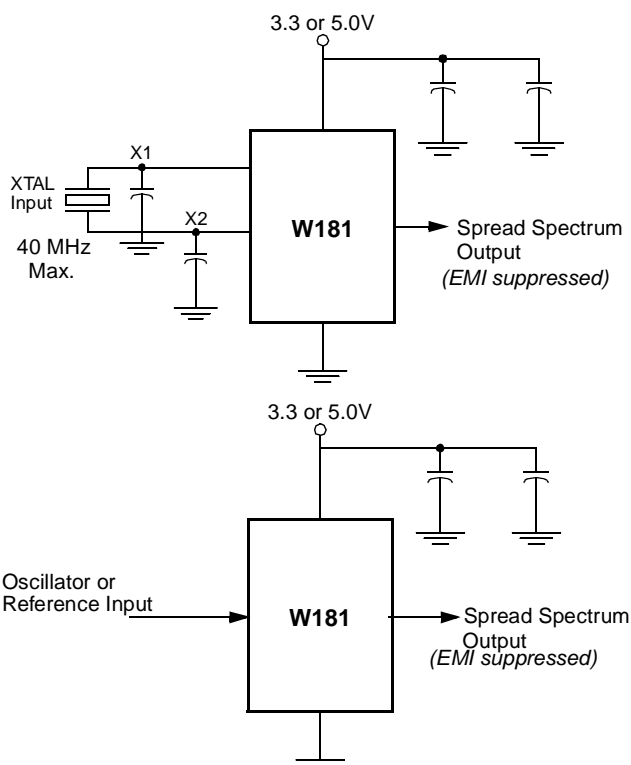 3.3 or 5.0V
X1
XTAL
Input
X2
W181
Spread Spectrum
Output
(EMI suppressed)
40 MHz
Max.
3.3 or 5.0V
Oscillator or
Reference Input
W181
Spread Spectrum
Output
(EMI suppressed)